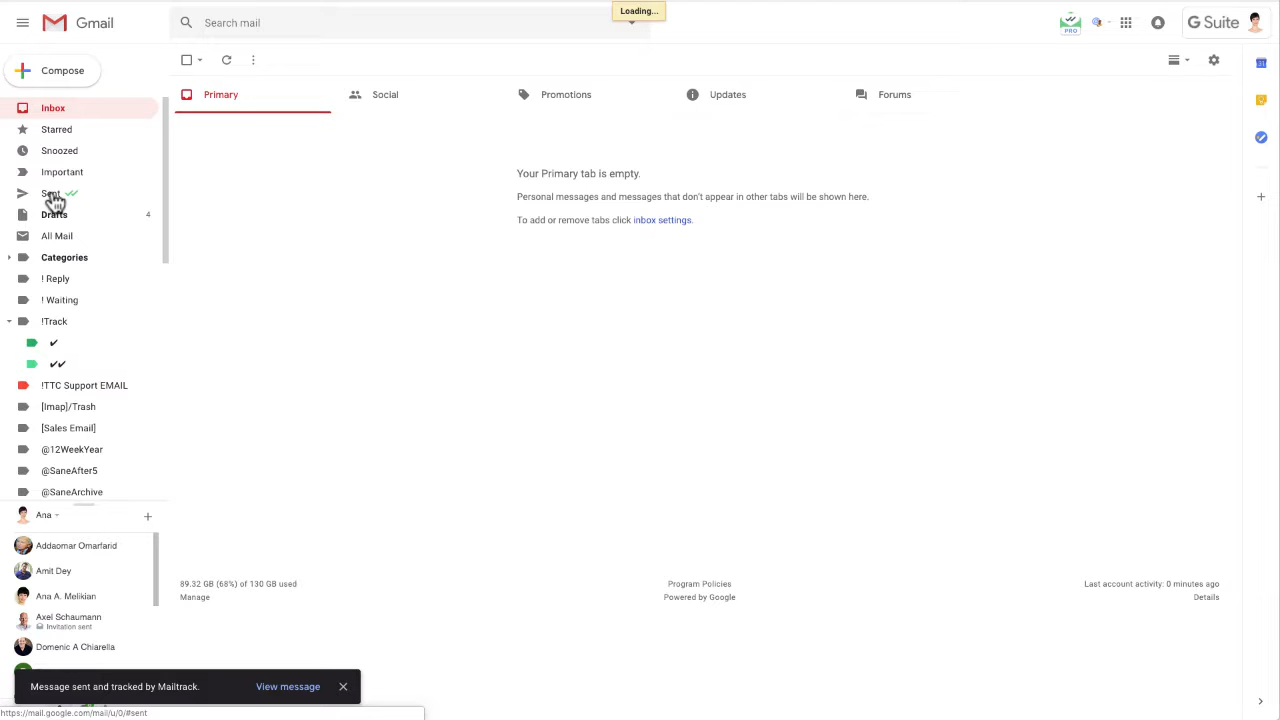 Loading...
Gmail
Search mail
PRO
G Suite
Compose
Primary
Social
Promotions
Updates
Forums
Inbox
Starred
Snoozed
Important
Sent
Drafts 4
All Mail
Categories
! Reply
! Waiting
!Track
✔
✔✔
!TTC Support EMAIL
[Imap]/Trash
[Sales Email]
@12WeekYear
@SaneAfter5
@SaneArchive
Your Primary tab is empty.
Personal messages and messages that don't appear in other tabs will be shown here.
To add or remove tabs click inbox settings.
Ana
Addaomar Omarfarid
Amit Dey
Ana A. Melikian
Axel Schaumann
Invitation sent
Domenic A Chiarella
89.32 GB (68%) of 130 GB used
Manage
Program Policies
Powered by Google
Last account activity: 0 minutes ago
Details
Message sent and tracked by Mailtrack.
View message
https://mail.google.com/mail/u/0/#sent